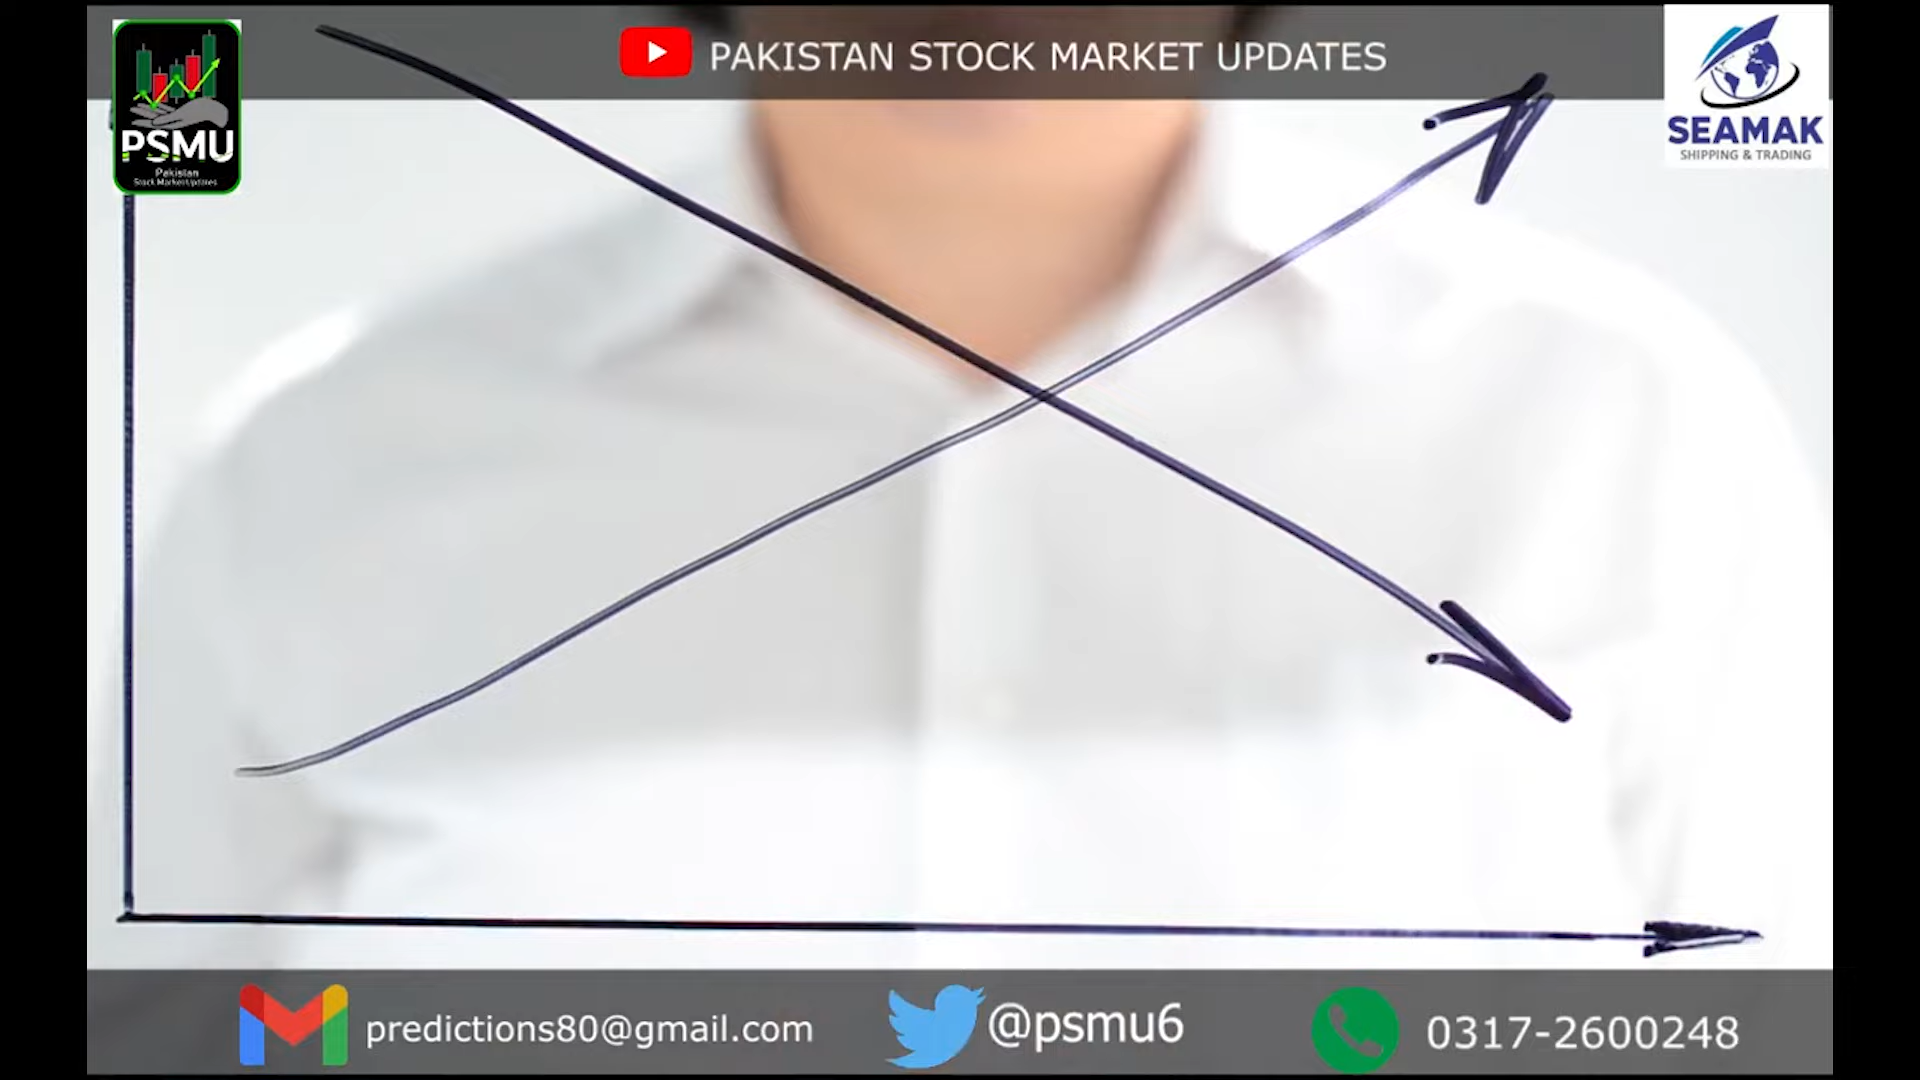 PAKISTAN STOCK MARKET UPDATES
PSMU
Pakistan
Stock Market Updates
SEAMAK
SHIPPING & TRADING
predictions80@gmail.com
@psmu6
0317-2600248